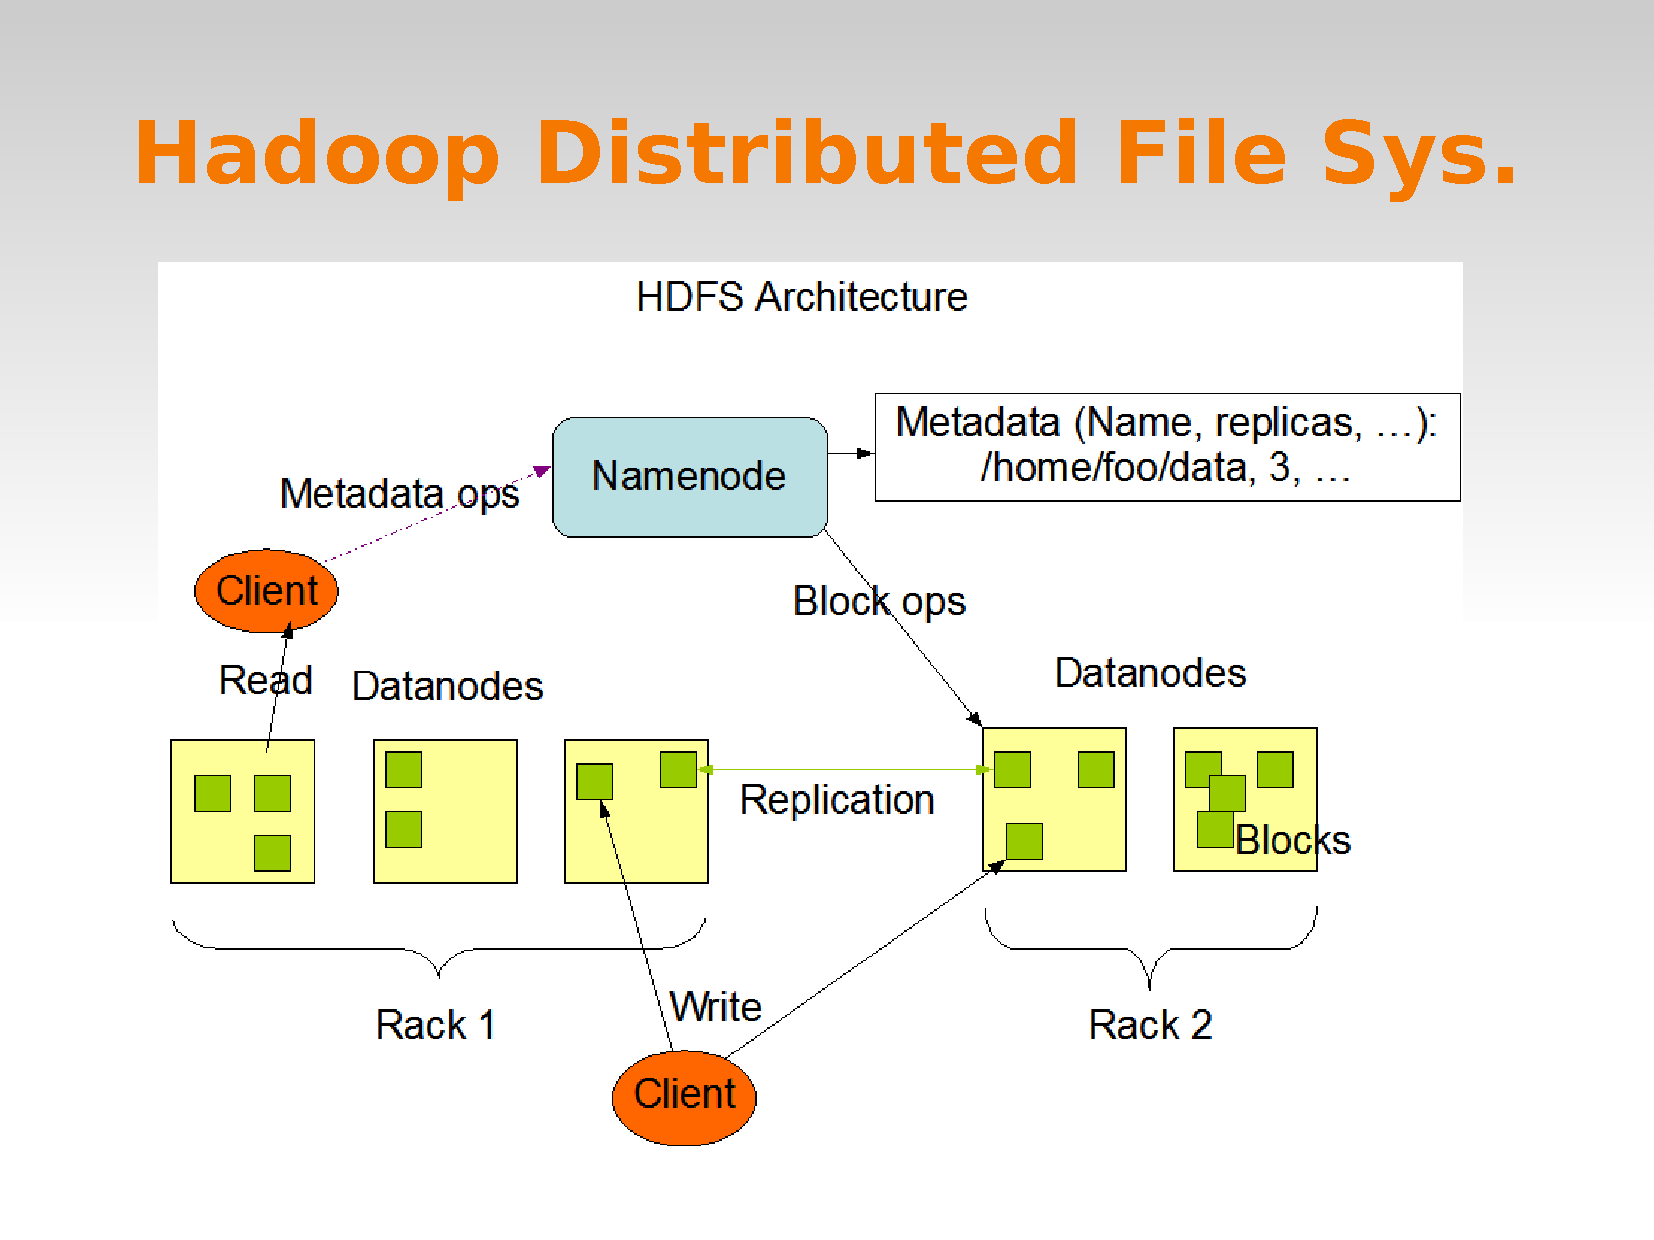 Hadoop Distributed File Sys.
HDFS Architecture
Metadata (Name, replicas, …):
/home/foo/data, 3, …
Namenode
Metadata ops
Client
Block ops
Read
Datanodes
Datanodes
Replication
Blocks
Rack 1
Write
Rack 2
Client